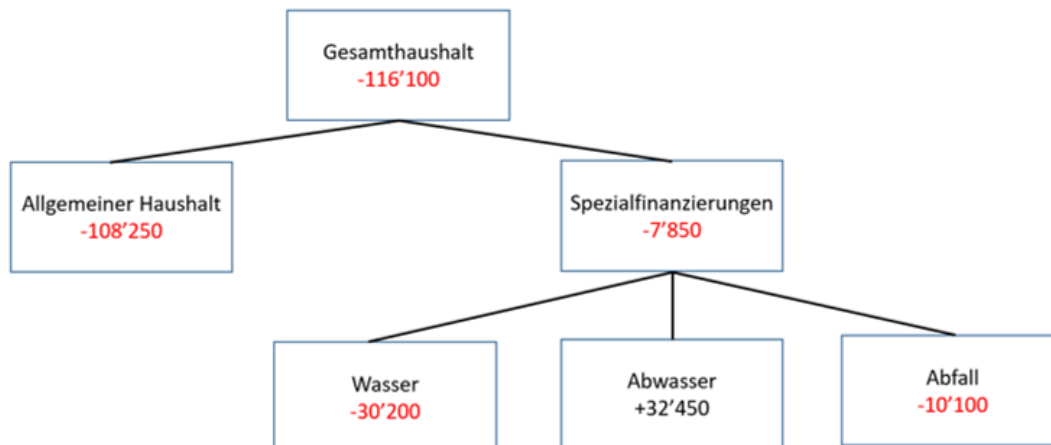 Gesamthaushalt
-116’100
Allgemeiner Haushalt
-108’250
Spezialfinanzierungen
-7’850
Wasser
-30’200
Abwasser
+32’450
Abfall
-10’100